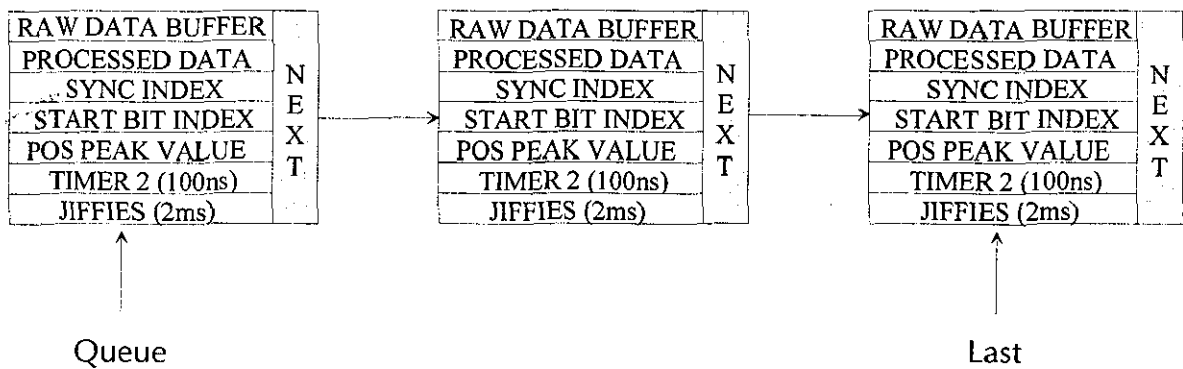 RAW DATA BUFFER
PROCESSED DATA
SYNC INDEX
START BIT INDEX
POS PEAK VALUE
TIMER 2 (100ns)
JIFFIES (2ms)
NEXT
RAW DATA BUFFER
PROCESSED DATA
SYNC INDEX
START BIT INDEX
POS PEAK VALUE
TIMER 2 (100ns)
JIFFIES (2ms)
NEXT
RAW DATA BUFFER
PROCESSED DATA
SYNC INDEX
START BIT INDEX
POS PEAK VALUE
TIMER 2 (100ns)
JIFFIES (2ms)
NEXT
Queue
Last